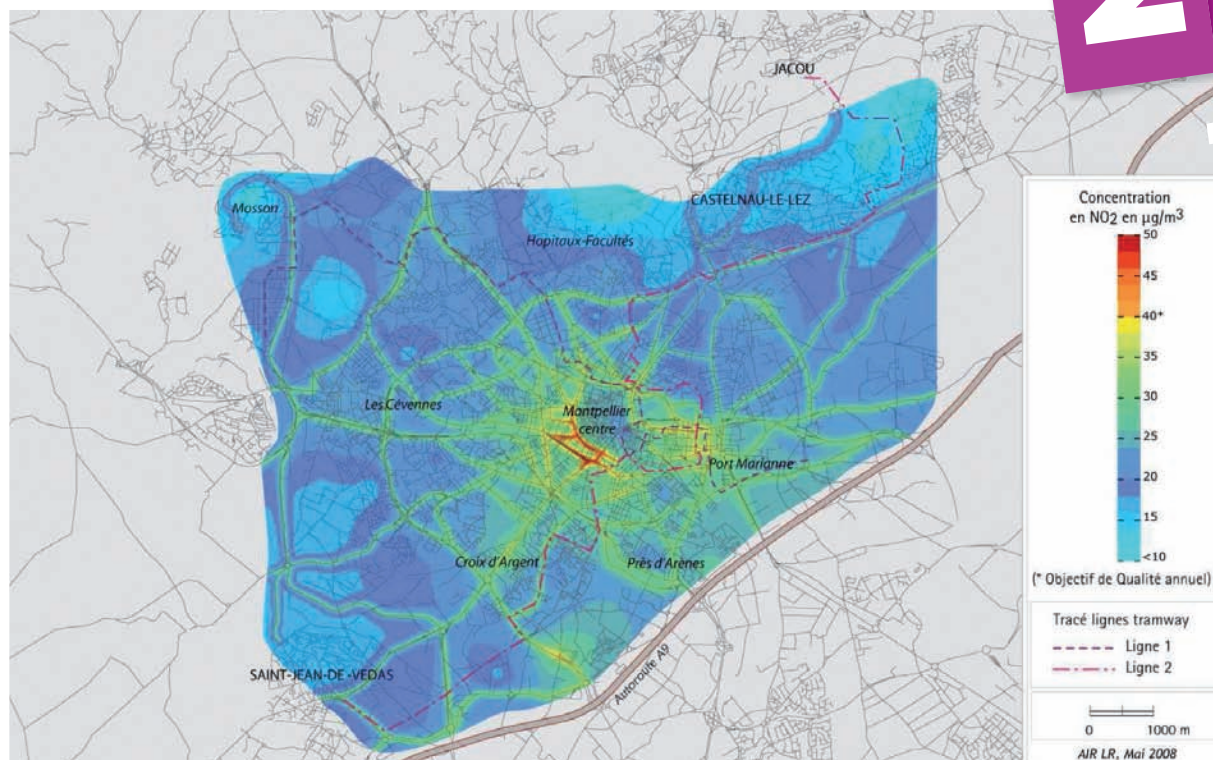 JACOU
Mosson
CASTELNAU-LE-LEZ
Hopitaux-Facultés
Les Cévennes
Montpellier
centre
Port Marianne
Croix d'Argent
Près d'Arènes
SAINT-JEAN-DE-VEDAS
Autoroute A9
Concentration
en NO2 en µg/m3
50
45
40*
35
30
25
20
15
<10
(* Objectif de Qualité annuel)
Tracé lignes tramway
Ligne 1
Ligne 2
0 1000 m
AIR LR, Mai 2008